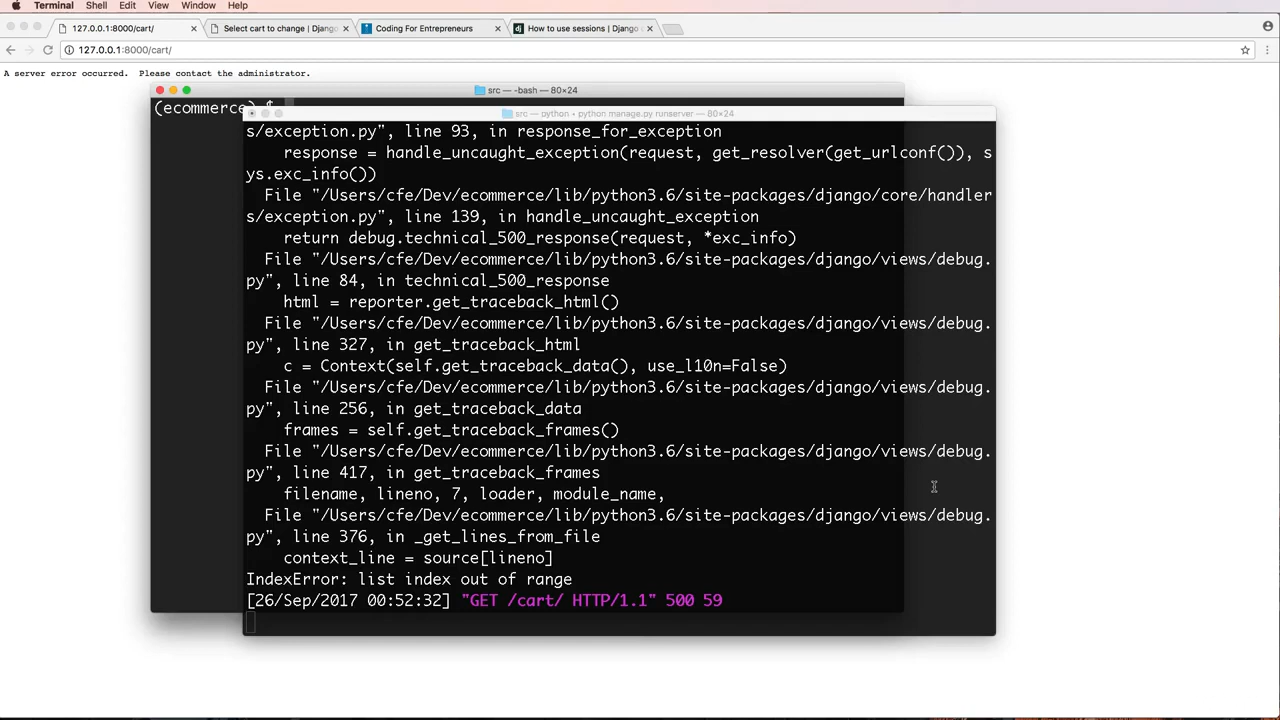 Terminal Shell Edit View Window Help
127.0.0.1:8000/cart/
Select cart to change | Djang
Coding For Entrepreneurs
How to use sessions | Django
127.0.0.1:8000/cart/
A server error occurred.  Please contact the administrator.
src — -bash — 80×24
(ecommerce) $
src — python • python manage.py runserver — 80×24
s/exception.py", line 93, in response_for_exception
    response = handle_uncaught_exception(request, get_resolver(get_urlconf()), s
ys.exc_info())
  File "/Users/cfe/Dev/ecommerce/lib/python3.6/site-packages/django/core/handler
s/exception.py", line 139, in handle_uncaught_exception
    return debug.technical_500_response(request, *exc_info)
  File "/Users/cfe/Dev/ecommerce/lib/python3.6/site-packages/django/views/debug.
py", line 84, in technical_500_response
    html = reporter.get_traceback_html()
  File "/Users/cfe/Dev/ecommerce/lib/python3.6/site-packages/django/views/debug.
py", line 327, in get_traceback_html
    c = Context(self.get_traceback_data(), use_l10n=False)
  File "/Users/cfe/Dev/ecommerce/lib/python3.6/site-packages/django/views/debug.
py", line 256, in get_traceback_data
    frames = self.get_traceback_frames()
  File "/Users/cfe/Dev/ecommerce/lib/python3.6/site-packages/django/views/debug.
py", line 417, in get_traceback_frames
    filename, lineno, 7, loader, module_name,
  File "/Users/cfe/Dev/ecommerce/lib/python3.6/site-packages/django/views/debug.
py", line 376, in _get_lines_from_file
    context_line = source[lineno]
IndexError: list index out of range
[26/Sep/2017 00:52:32] "GET /cart/ HTTP/1.1" 500 59